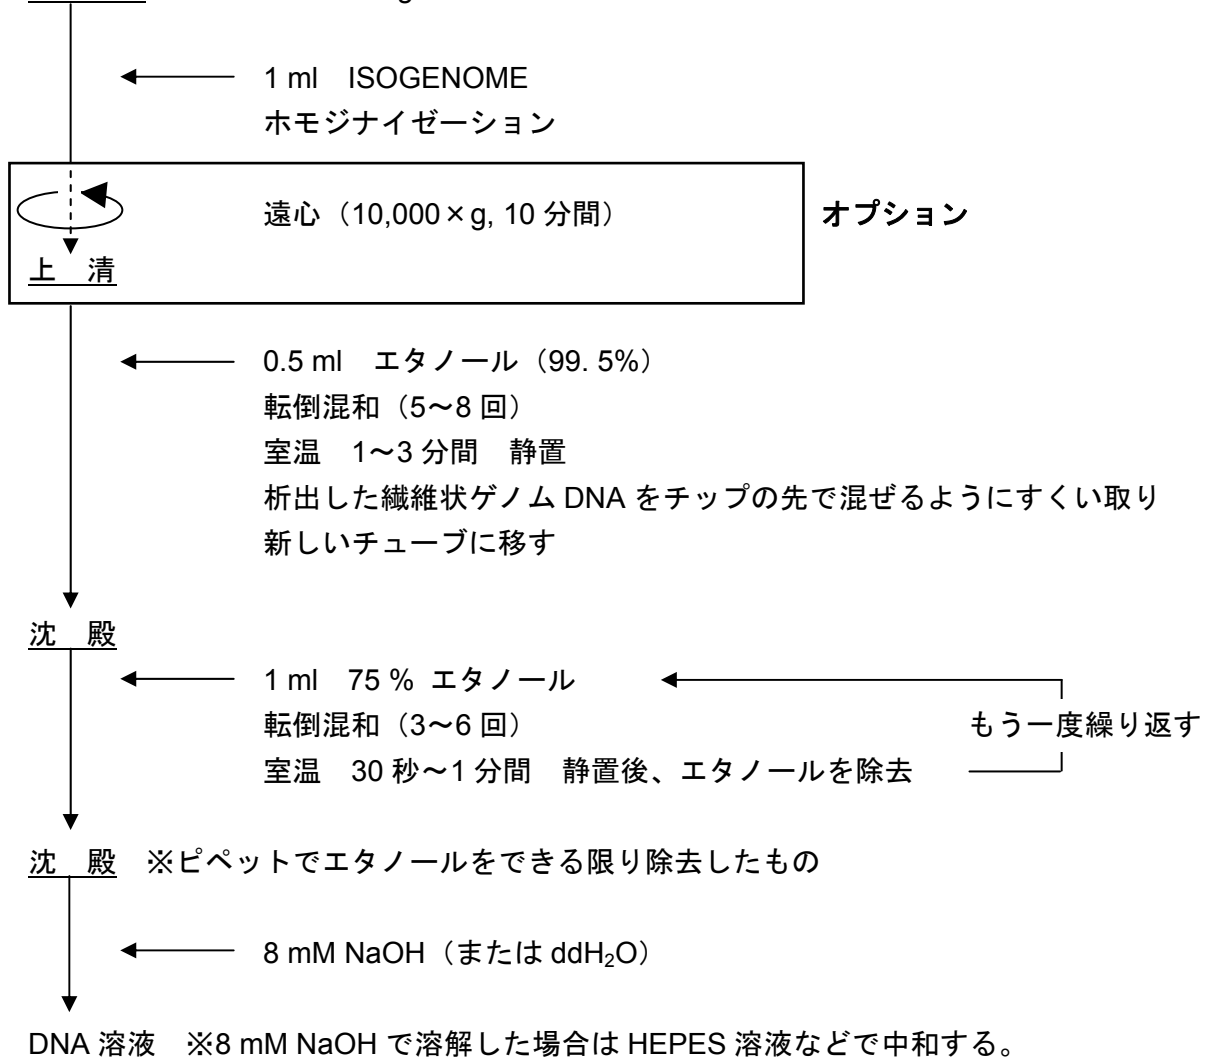 1 ml　ISOGENOME
ホモジナイゼーション
遠心（10,000×g, 10 分間）
オプション
上　清
0.5 ml　エタノール（99. 5%）
転倒混和（5～8 回）
室温　1～3 分間　静置
析出した繊維状ゲノム DNA をチップの先で混ぜるようにすくい取り
新しいチューブに移す
沈　殿
1 ml　75 % エタノール
転倒混和（3～6 回）
もう一度繰り返す
室温　30 秒～1 分間　静置後、エタノールを除去
沈　殿　※ピペットでエタノールをできる限り除去したもの
8 mM NaOH（または ddH₂O）
DNA 溶液　※8 mM NaOH で溶解した場合は HEPES 溶液などで中和する。